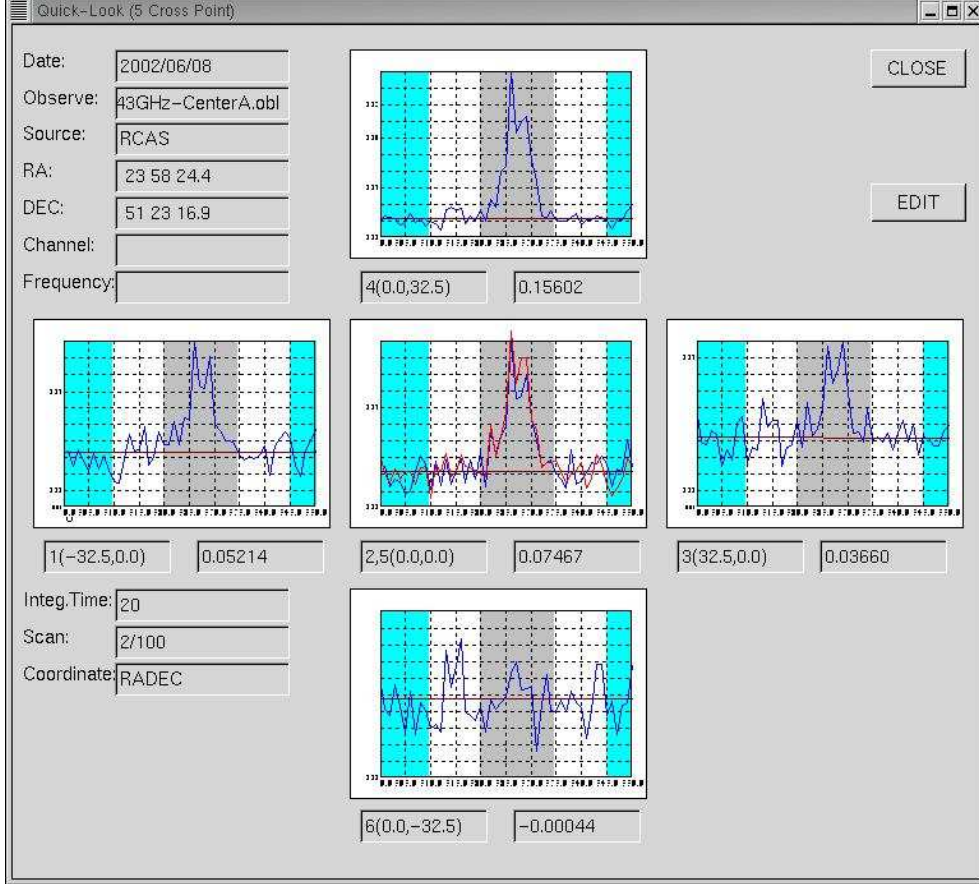 Quick-Look (5 Cross Point)
Date: 2002/06/08
CLOSE
Observe: 43GHz-CenterA.obl
Source: RCAS
RA: 23 58 24.4
EDIT
DEC: 51 23 16.9
Channel:
Frequency:
4(0.0,32.5) 0.15602
1(-32.5,0.0) 0.05214
2,5(0.0,0.0) 0.07467
3(32.5,0.0) 0.03660
Integ.Time: 20
Scan: 2/100
Coordinate: RADEC
6(0.0,-32.5) -0.00044